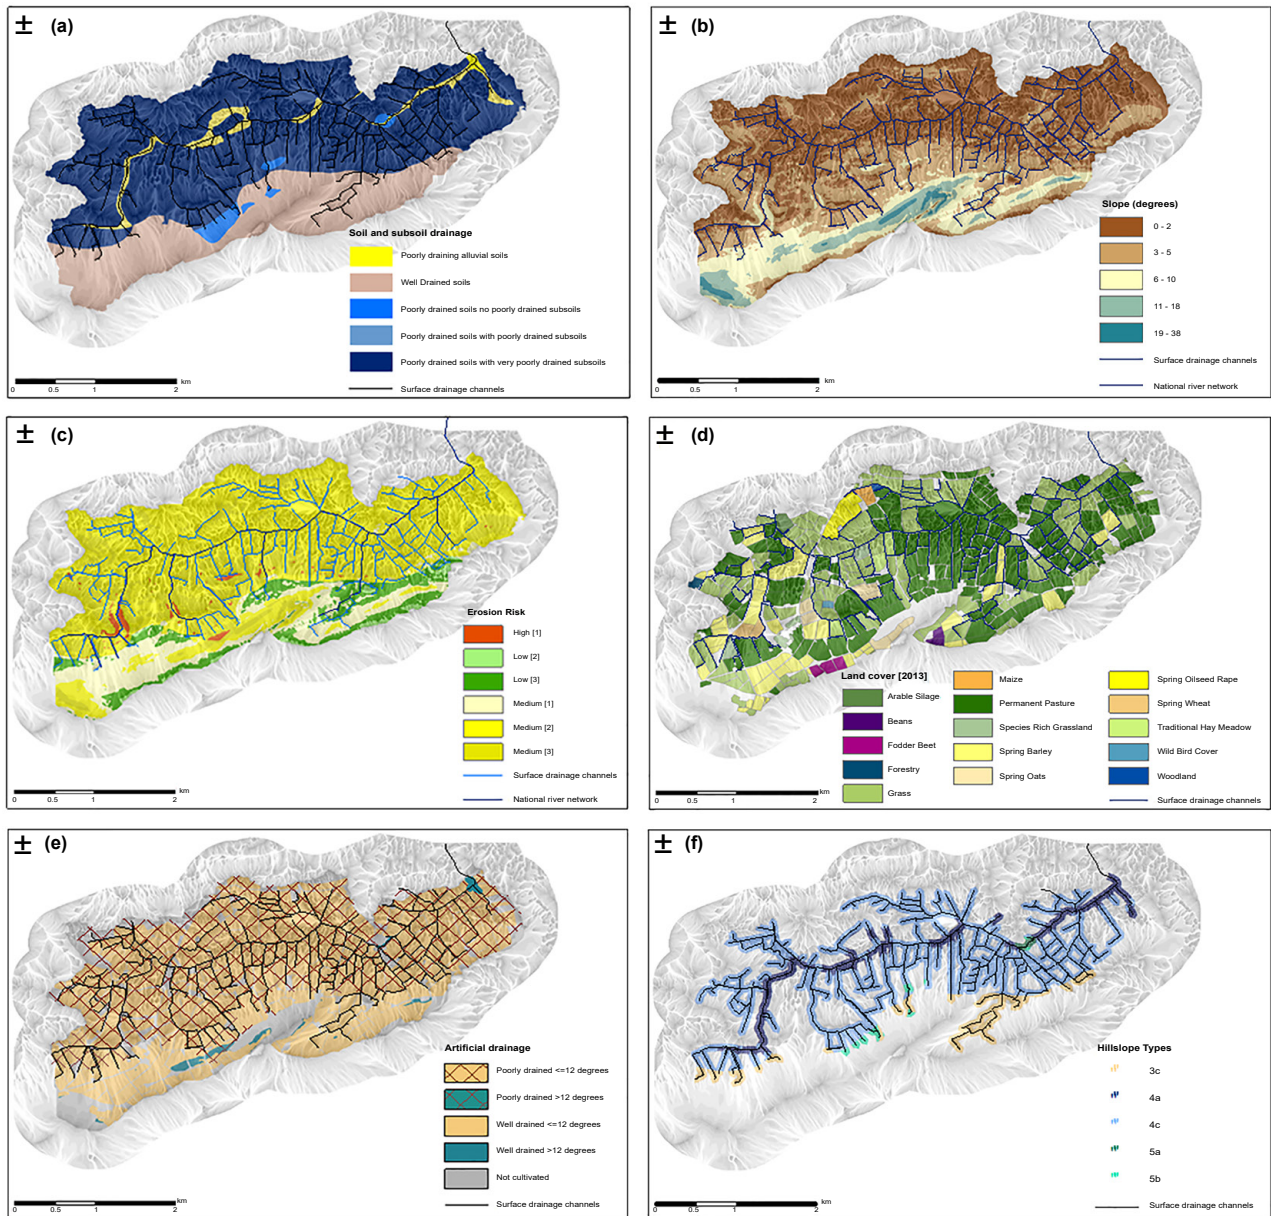 ± (a)
Soil and subsoil drainage
Poorly draining alluvial soils
Well Drained soils
Poorly drained soils no poorly drained subsoils
Poorly drained soils with poorly drained subsoils
Poorly drained soils with very poorly drained subsoils
Surface drainage channels
km
0 0.5 1 2
± (b)
Slope (degrees)
0 - 2
3 - 5
6 - 10
11 - 18
19 - 38
Surface drainage channels
National river network
km
0 0.5 1 2
± (c)
Erosion Risk
High [1]
Low [2]
Low [3]
Medium [1]
Medium [2]
Medium [3]
Surface drainage channels
National river network
km
0 0.5 1 2
± (d)
Land cover [2013]
Arable Silage
Beans
Fodder Beet
Forestry
Grass
Maize
Permanent Pasture
Species Rich Grassland
Spring Barley
Spring Oats
Spring Oilseed Rape
Spring Wheat
Traditional Hay Meadow
Wild Bird Cover
Woodland
Surface drainage channels
km
0 0.5 1 2
± (e)
Artificial drainage
Poorly drained <=12 degrees
Poorly drained >12 degrees
Well drained <=12 degrees
Well drained >12 degrees
Not cultivated
Surface drainage channels
km
0 0.5 1 2
± (f)
Hillslope Types
3c
4a
4c
5a
5b
Surface drainage channels
km
0 0.5 1 2